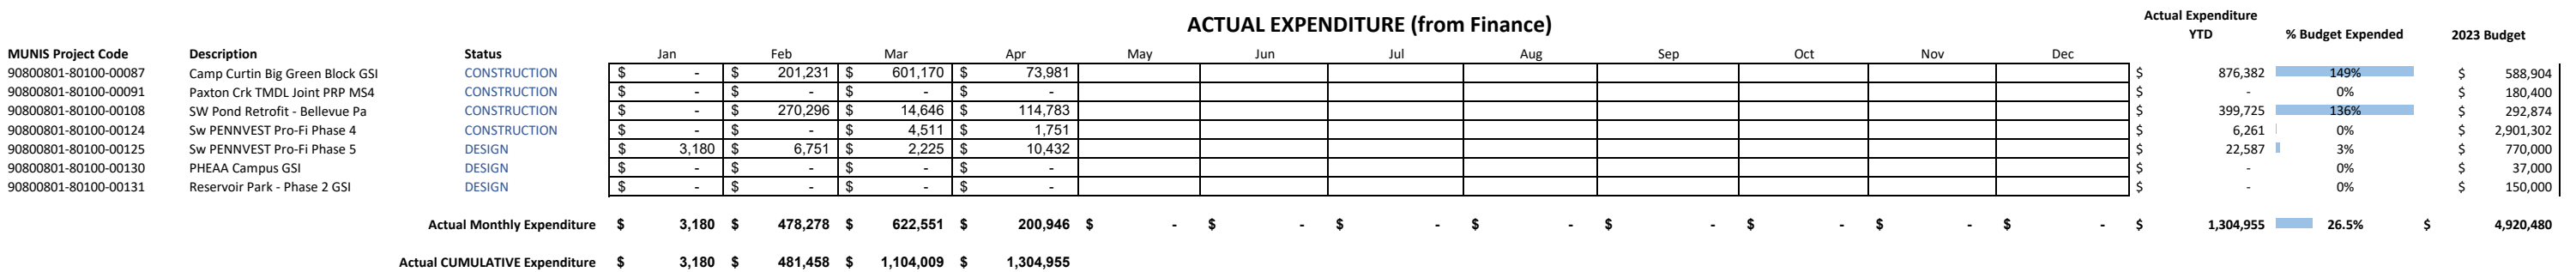 ACTUAL EXPENDITURE (from Finance)
Actual Expenditure
YTD % Budget Expended 2023 Budget
MUNIS Project Code Description Status Jan Feb Mar Apr May Jun Jul Aug Sep Oct Nov Dec
90800801-80100-00087 Camp Curtin Big Green Block GSI CONSTRUCTION $ - $ 201,231 $ 601,170 $ 73,981 $ 876,382 149% $ 588,904
90800801-80100-00091 Paxton Crk TMDL Joint PRP MS4 CONSTRUCTION $ - $ - $ - $ - $ - 0% $ 180,400
90800801-80100-00108 SW Pond Retrofit - Bellevue Pa CONSTRUCTION $ - $ 270,296 $ 14,646 $ 114,783 $ 399,725 136% $ 292,874
90800801-80100-00124 Sw PENNVEST Pro-Fi Phase 4 CONSTRUCTION $ - $ - $ 4,511 $ 1,751 $ 6,261 0% $ 2,901,302
90800801-80100-00125 Sw PENNVEST Pro-Fi Phase 5 DESIGN $ 3,180 $ 6,751 $ 2,225 $ 10,432 $ 22,587 3% $ 770,000
90800801-80100-00130 PHEAA Campus GSI DESIGN $ - $ - $ - $ - $ - 0% $ 37,000
90800801-80100-00131 Reservoir Park - Phase 2 GSI DESIGN $ - $ - $ - $ - $ - 0% $ 150,000
Actual Monthly Expenditure $ 3,180 $ 478,278 $ 622,551 $ 200,946 $ - $ - $ - $ - $ - $ - $ - $ - $ 1,304,955 26.5% $ 4,920,480
Actual CUMULATIVE Expenditure $ 3,180 $ 481,458 $ 1,104,009 $ 1,304,955